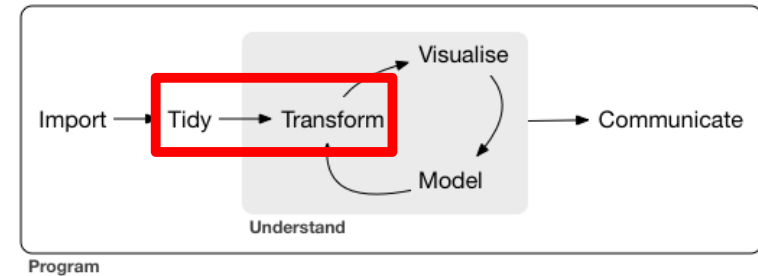 Visualise
Import Tidy Transform Communicate
Model
Understand
Program